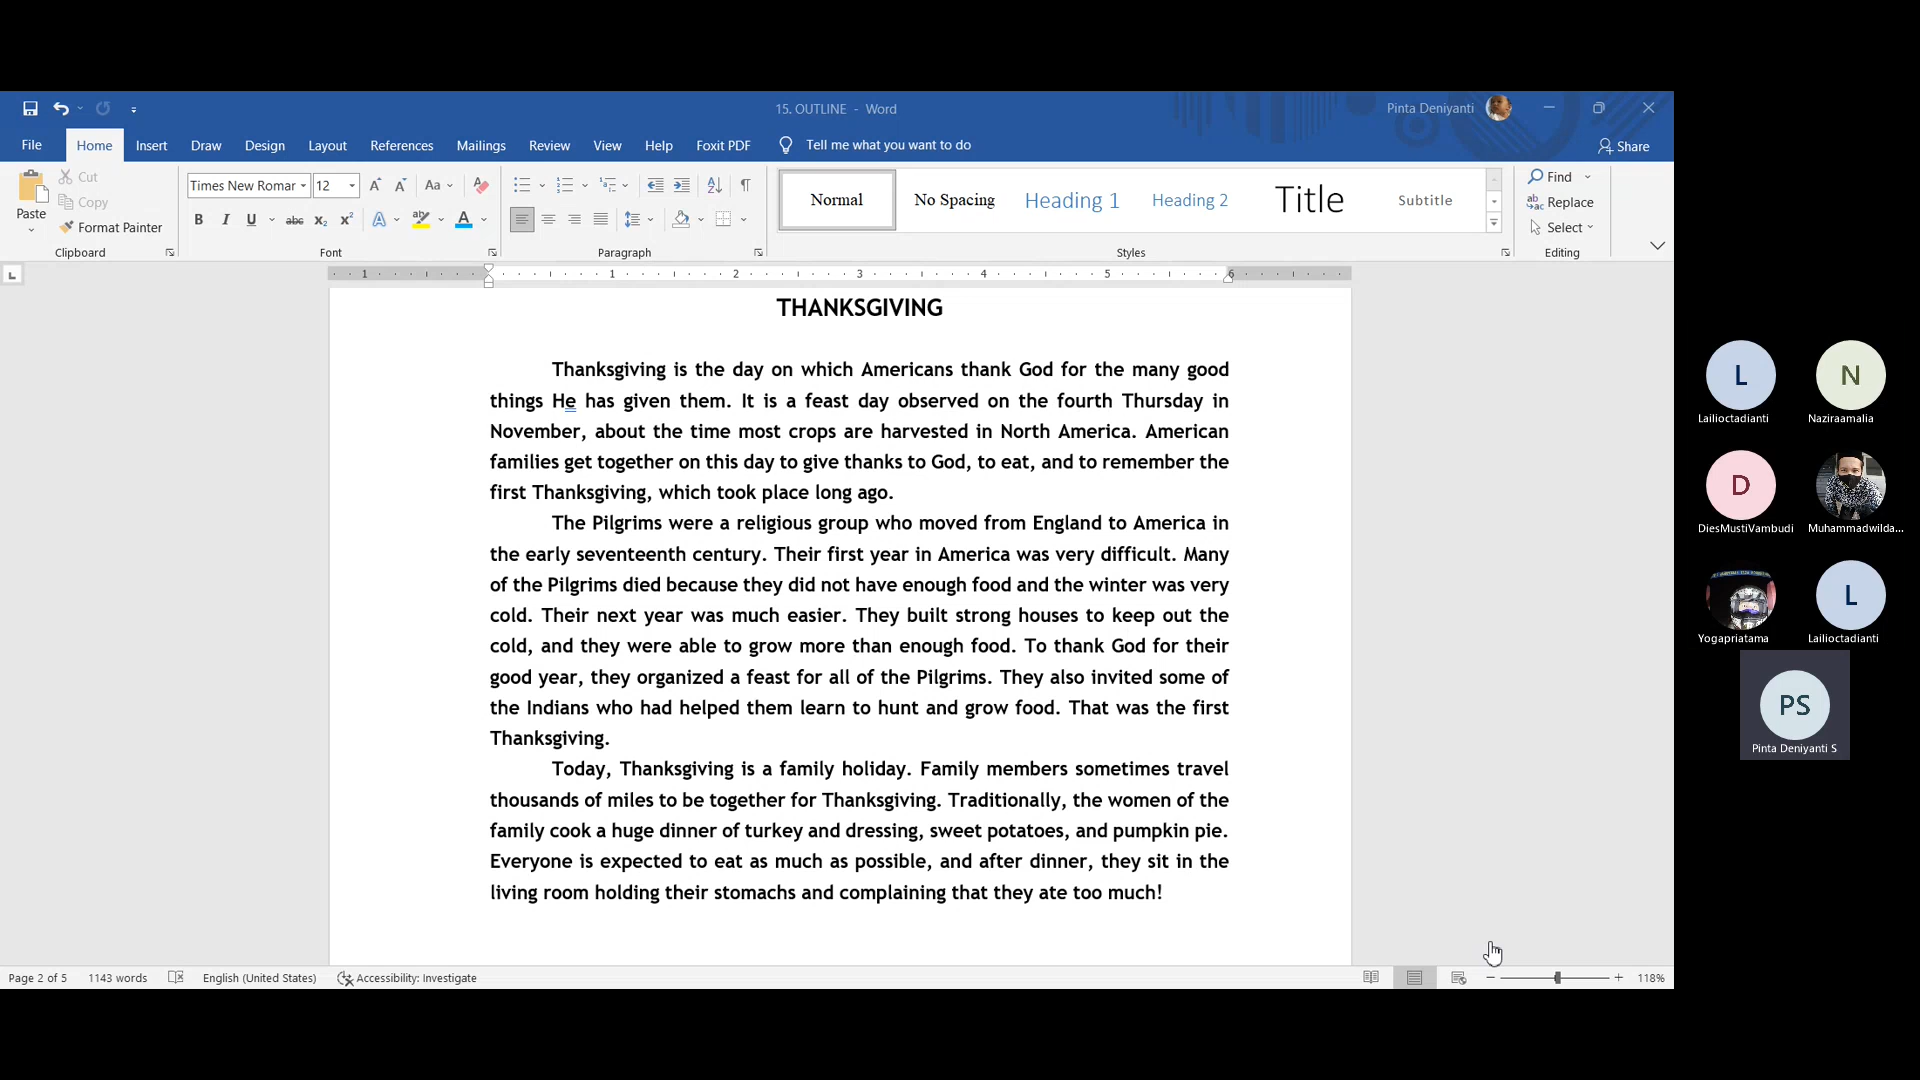 15. OUTLINE - Word
Pinta Deniyanti
File Home Insert Draw Design Layout References Mailings Review View Help Foxit PDF Tell me what you want to do Share
Paste
Cut
Copy
Format Painter
Clipboard
Times New Romar 12
Font
Paragraph
Normal No Spacing Heading 1 Heading 2 Title Subtitle
Styles
Find
Replace
Select
Editing
1 1 2 3 4 5 6
THANKSGIVING
Thanksgiving is the day on which Americans thank God for the many good
things He has given them. It is a feast day observed on the fourth Thursday in
November, about the time most crops are harvested in North America. American
families get together on this day to give thanks to God, to eat, and to remember the
first Thanksgiving, which took place long ago.
The Pilgrims were a religious group who moved from England to America in
the early seventeenth century. Their first year in America was very difficult. Many
of the Pilgrims died because they did not have enough food and the winter was very
cold. Their next year was much easier. They built strong houses to keep out the
cold, and they were able to grow more than enough food. To thank God for their
good year, they organized a feast for all of the Pilgrims. They also invited some of
the Indians who had helped them learn to hunt and grow food. That was the first
Thanksgiving.
Today, Thanksgiving is a family holiday. Family members sometimes travel
thousands of miles to be together for Thanksgiving. Traditionally, the women of the
family cook a huge dinner of turkey and dressing, sweet potatoes, and pumpkin pie.
Everyone is expected to eat as much as possible, and after dinner, they sit in the
living room holding their stomachs and complaining that they ate too much!
Page 2 of 5 1143 words English (United States) Accessibility: Investigate 118%
L N
Lailioctadianti Naziraamalia
D
DiesMustiVambudi Muhammadwilda...
L
Yogapriatama Lailioctadianti
PS
Pinta Deniyanti S